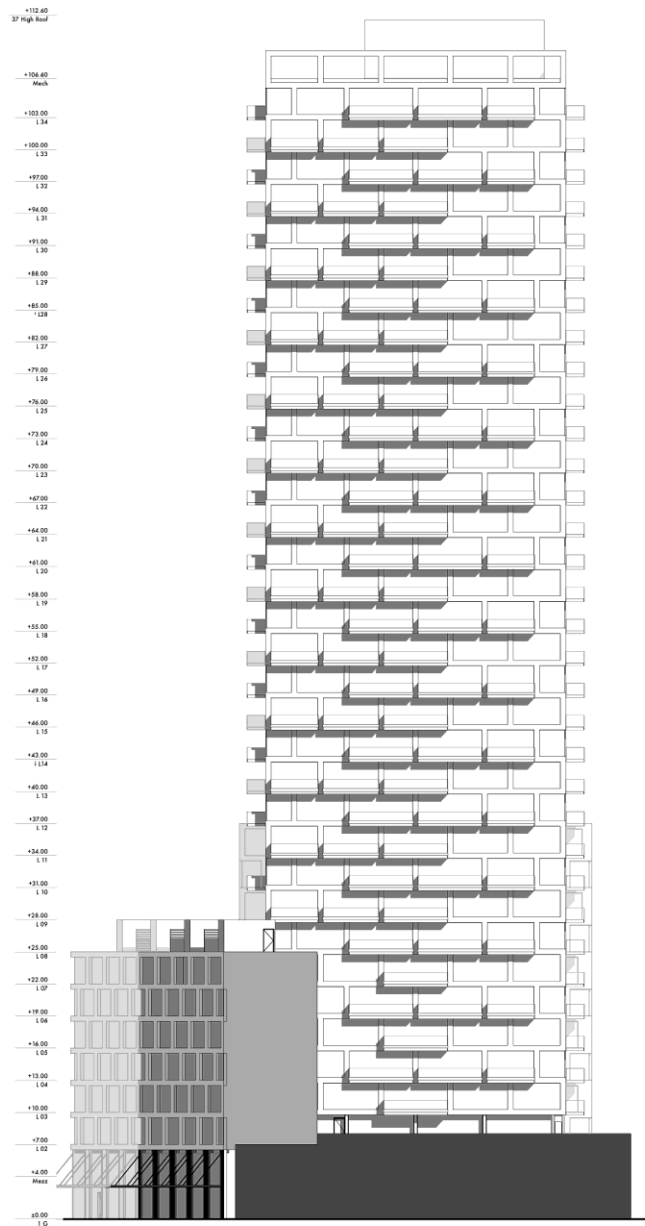 +112.60
37 High Roof
+106.60
Mech
+103.00
L 34
+100.00
L 33
+97.00
L 32
+94.00
L 31
+91.00
L 30
+88.00
L 29
+85.00
' L28
+82.00
L 27
+79.00
L 26
+76.00
L 25
+73.00
L 24
+70.00
L 23
+67.00
L 22
+64.00
L 21
+61.00
L 20
+58.00
L 19
+55.00
L 18
+52.00
L 17
+49.00
L 16
+46.00
L 15
+43.00
i L14
+40.00
L 13
+37.00
L 12
+34.00
L 11
+31.00
L 10
+28.00
L 09
+25.00
L 08
+22.00
L 07
+19.00
L 06
+16.00
L 05
+13.00
L 04
+10.00
L 03
+7.00
L 02
+4.00
Mezz
±0.00
1 G